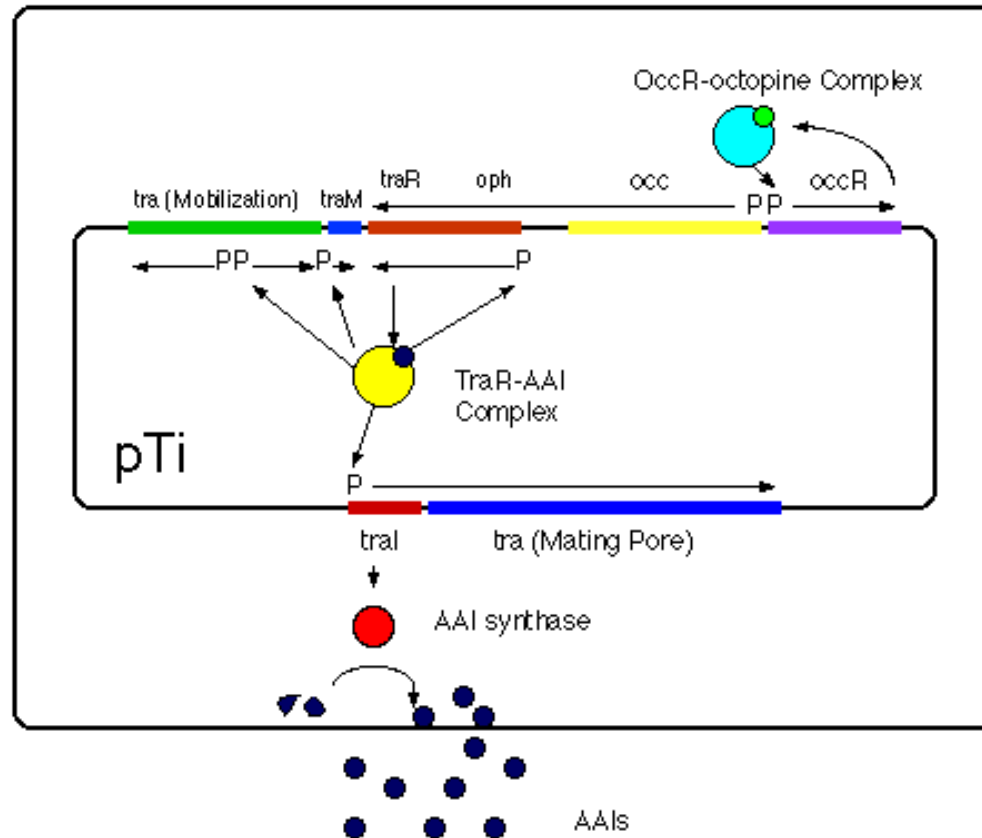 OccR-octopine Complex
traR oph occ occR
tra (Mobilization) traM
PP
PP P P
TraR-AAI
Complex
pTi
P
traI tra (Mating Pore)
AAI synthase
AAIs